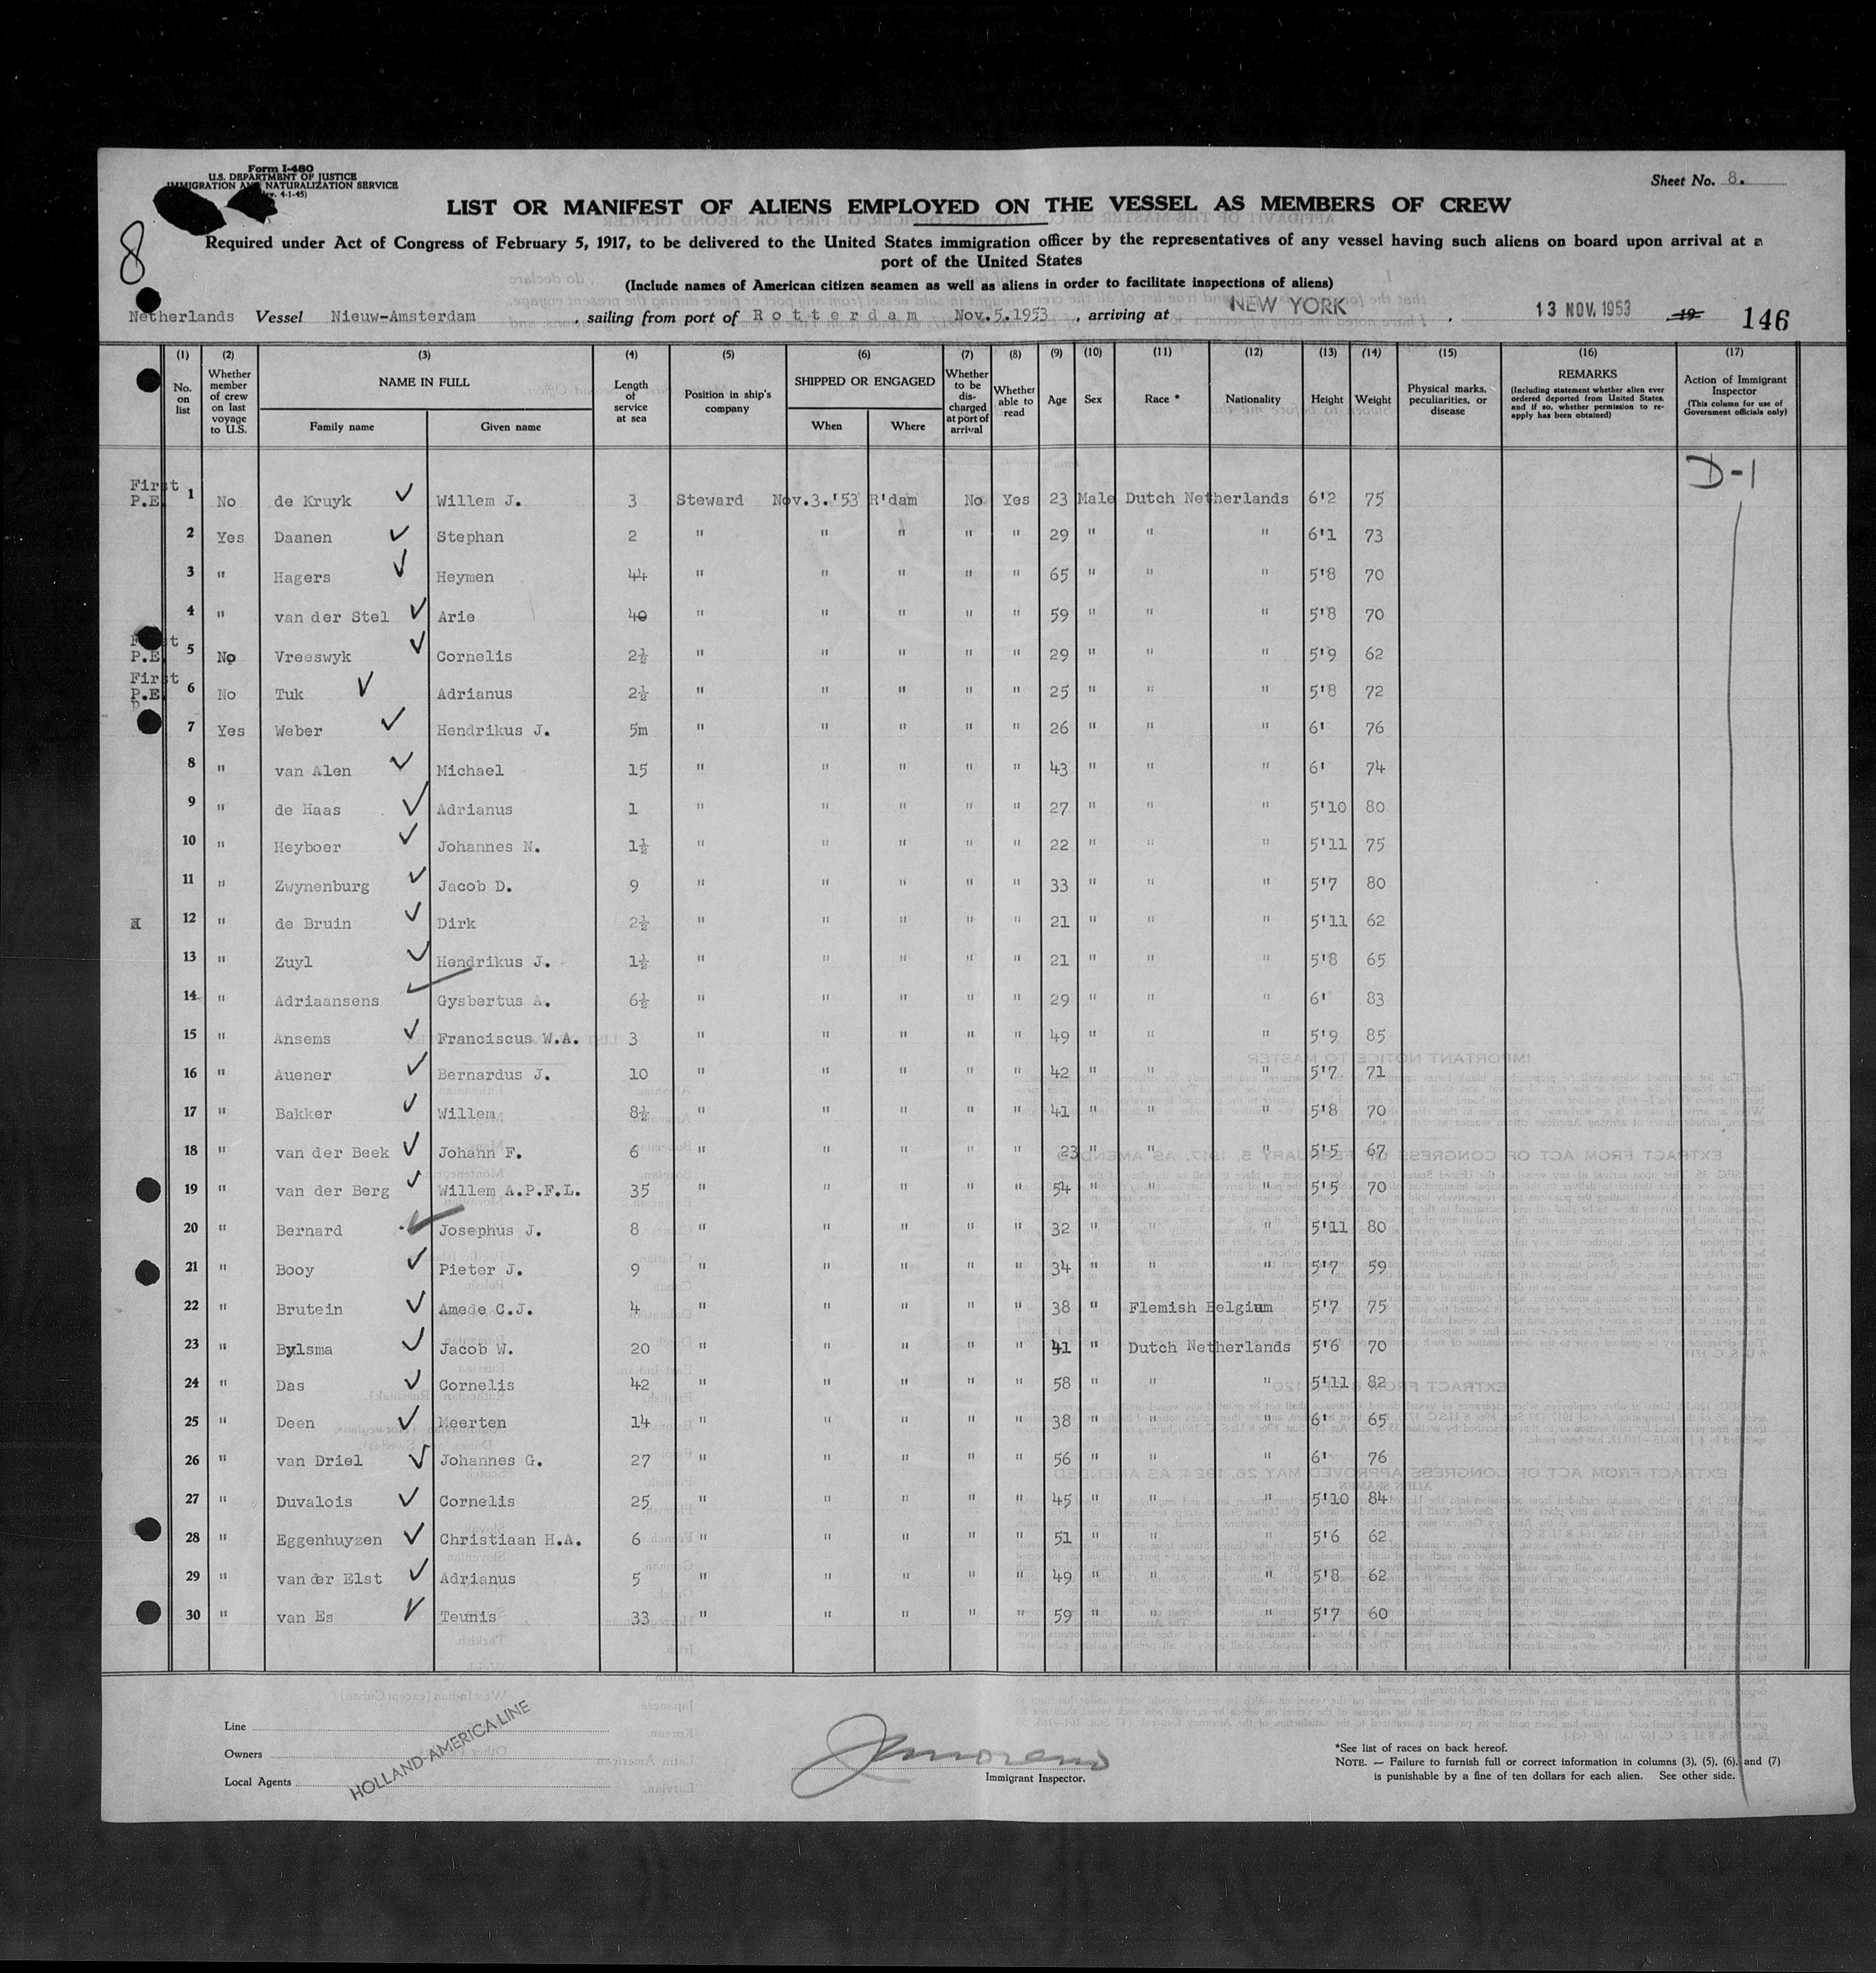 Form I-480
U.S. DEPARTMENT OF JUSTICE
IMMIGRATION AND NATURALIZATION SERVICE
4-1-45)
Sheet No. 8.
8
LIST OR MANIFEST OF ALIENS EMPLOYED ON THE VESSEL AS MEMBERS OF CREW
Required under Act of Congress of February 5, 1917, to be delivered to the United States immigration officer by the representatives of any vessel having such aliens on board upon arrival at a
port of the United States
(Include names of American citizen seamen as well as aliens in order to facilitate inspections of aliens)
Netherlands Vessel Nieuw-Amsterdam, sailing from port of Rotterdam Nov.5.1953, arriving at NEW YORK, 13 NOV. 1953 19 146
(1) (2) (3) (4) (5) (6) (7) (8) (9) (10) (11) (12) (13) (14) (15) (16) (17)
No. on list Whether member of crew on last voyage to U.S. NAME IN FULL Family name Given name Length of service at sea Position in ship's company SHIPPED OR ENGAGED When Where Whether to be discharged at port of arrival Whether able to read Age Sex Race * Nationality Height Weight Physical marks, peculiarities, or disease REMARKS (Including statement whether alien ever ordered deported from United States, and if so, whether permission to re-apply has been obtained) Action of Immigrant Inspector (This column for use of Government officials only)
D-1
First P.E. 1 No de Kruyk Willem J. 3 Steward Nov.3.'53 R'dam No Yes 23 Male Dutch Netherlands 6'2 75
2 Yes Daanen Stephan 2 " " " " " 29 " " " 6'1 73
3 " Hagers Heymen 44 " " " " " 65 " " " 5'8 70
4 " van der Stel Arie 40 " " " " " 59 " " " 5'8 70
First P.E. 5 No Vreeswyk Cornelis 2½ " " " " " 29 " " " 5'9 62
First P.E. 6 No Tuk Adrianus 2½ " " " " " 25 " " " 5'8 72
7 Yes Weber Hendrikus J. 5m " " " " " 26 " " " 6' 76
8 " van Alen Michael 15 " " " " " 43 " " " 6' 74
9 " de Haas Adrianus 1 " " " " " 27 " " " 5'10 80
10 " Heyboer Johannes N. 1½ " " " " " 22 " " " 5'11 75
11 " Zwynenburg Jacob D. 9 " " " " " 33 " " " 5'7 80
12 " de Bruin Dirk 2½ " " " " " 21 " " " 5'11 62
13 " Zuyl Hendrikus J. 1½ " " " " " 21 " " " 5'8 65
14 " Adriaansens Gysbertus A. 6½ " " " " " 29 " " " 6' 83
15 " Ansems Franciscus W.A. 3 " " " " " 49 " " " 5'9 85
16 " Auener Bernardus J. 10 " " " " " 42 " " " 5'7 71
17 " Bakker Willem 8½ " " " " " 41 " " " 5'8 70
18 " van der Beek Johann F. 6 " " " " " 23 " " " 5'5 67
19 " van der Berg Willem A.P.F.L. 35 " " " " " 54 " " " 5'5 70
20 " Bernard Josephus J. 8 " " " " " 32 " " " 5'11 80
21 " Booy Pieter J. 9 " " " " " 34 " " " 5'7 59
22 " Brutein Amede C.J. 4 " " " " " 38 " Flemish Belgium 5'7 75
23 " Bylsma Jacob W. 20 " " " " " 41 " Dutch Netherlands 5'6 70
24 " Das Cornelis 42 " " " " " 58 " " " 5'11 82
25 " Deen Meerten 14 " " " " " 38 " " " 6' 65
26 " van Driel Johannes G. 27 " " " " " 56 " " " 6' 76
27 " Duvalois Cornelis 25 " " " " " 45 " " " 5'10 84
28 " Eggenhuyzen Christiaan H.A. 6 " " " " " 51 " " " 5'6 62
29 " van der Elst Adrianus 5 " " " " " 49 " " " 5'8 62
30 " van Es Teunis 33 " " " " " 59 " " " 5'7 60
Line
Owners
Local Agents
HOLLAND-AMERICA LINE
Immigrant Inspector.
*See list of races on back hereof.
NOTE. — Failure to furnish full or correct information in columns (3), (5), (6), and (7)
is punishable by a fine of ten dollars for each alien. See other side.